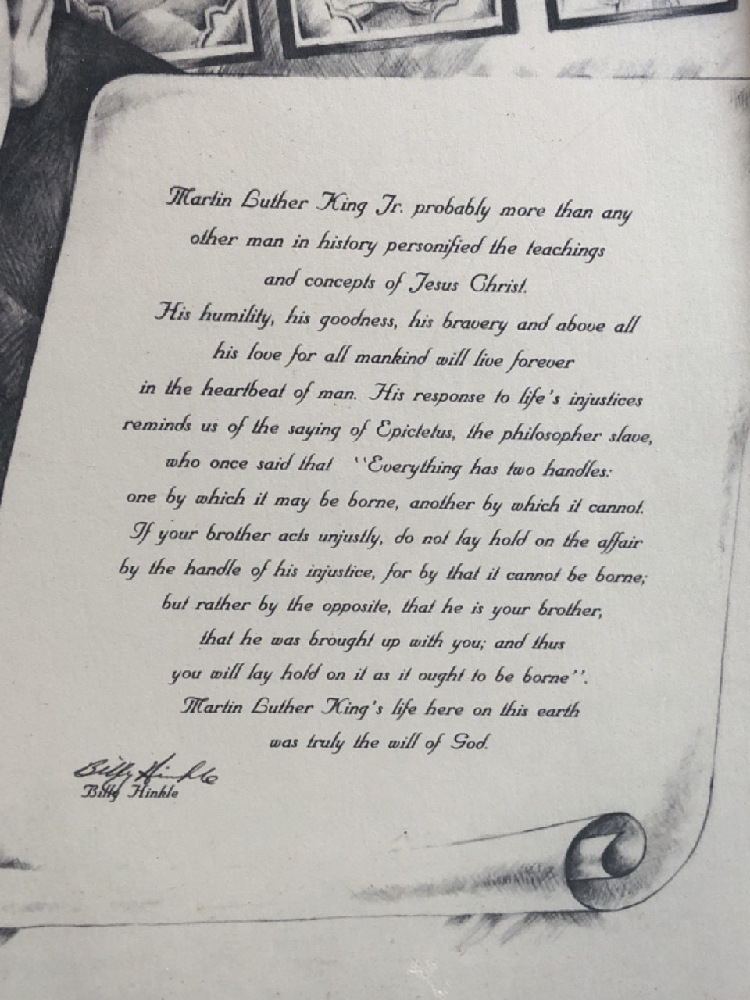 Martin Luther King Jr. probably more than any
other man in history personified the teachings
and concepts of Jesus Christ.
His humility, his goodness, his bravery and above all
his love for all mankind will live forever
in the heartbeat of man. His response to life's injustices
reminds us of the saying of Epictetus, the philosopher slave,
who once said that "Everything has two handles:
one by which it may be borne, another by which it cannot.
If your brother acts unjustly, do not lay hold on the affair
by the handle of his injustice, for by that it cannot be borne;
but rather by the opposite, that he is your brother,
that he was brought up with you; and thus
you will lay hold on it as it ought to be borne".
Martin Luther King's life here on this earth
was truly the will of God.
Billy Hinkle
Billy Hinkle